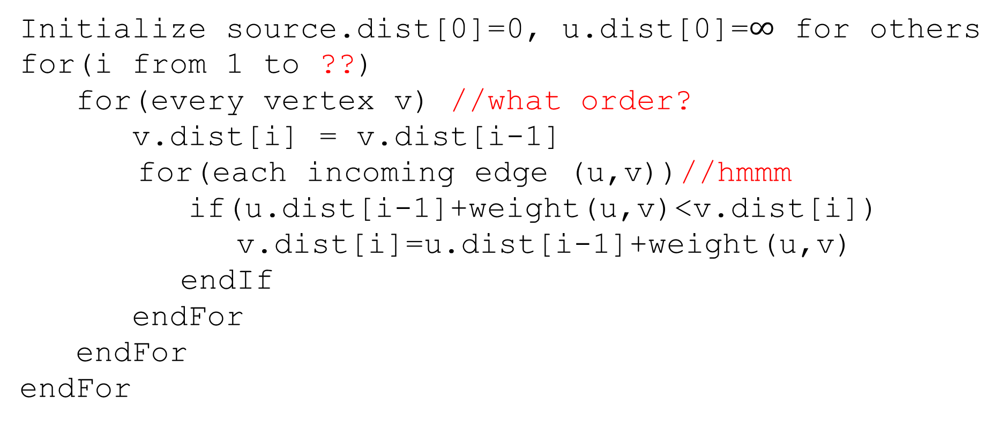 Initialize source.dist[0]=0, u.dist[0]=∞ for others
for(i from 1 to ??)
   for(every vertex v) //what order?
      v.dist[i] = v.dist[i-1]
      for(each incoming edge (u,v))//hmmm
         if(u.dist[i-1]+weight(u,v)<v.dist[i])
            v.dist[i]=u.dist[i-1]+weight(u,v)
         endIf
      endFor
   endFor
endFor